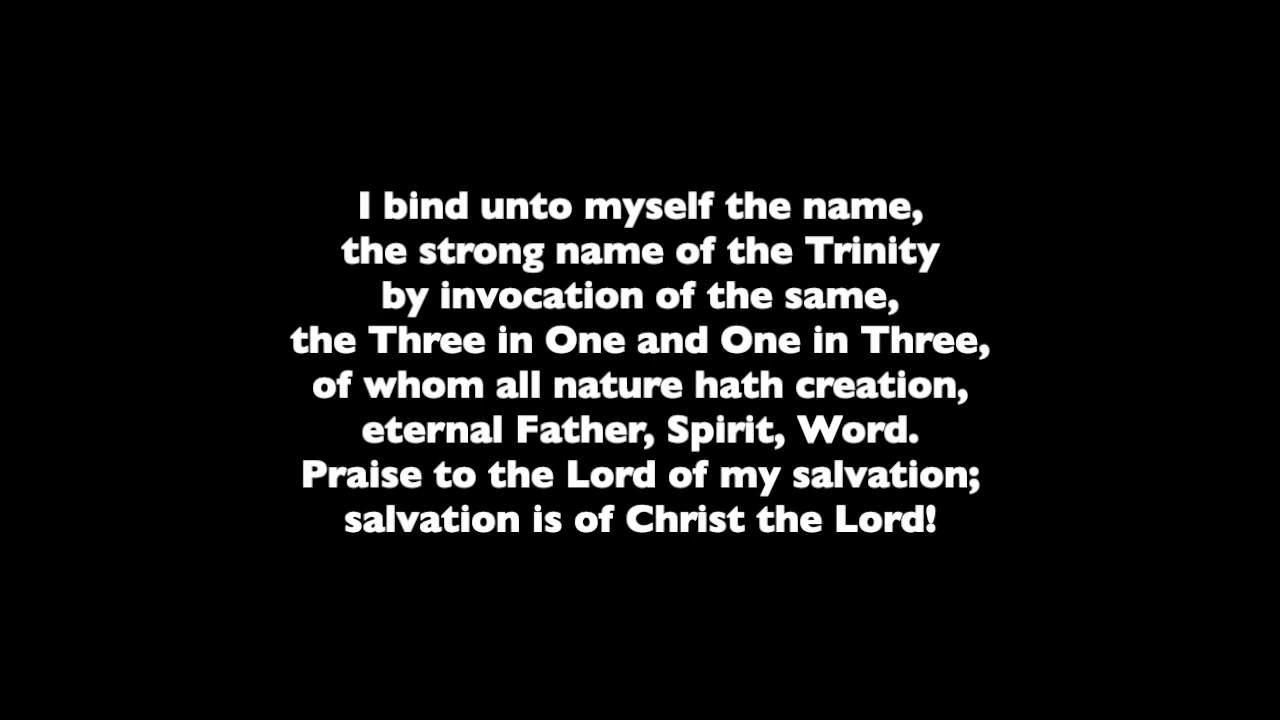 I bind unto myself the name,
the strong name of the Trinity
by invocation of the same,
the Three in One and One in Three,
of whom all nature hath creation,
eternal Father, Spirit, Word.
Praise to the Lord of my salvation;
salvation is of Christ the Lord!